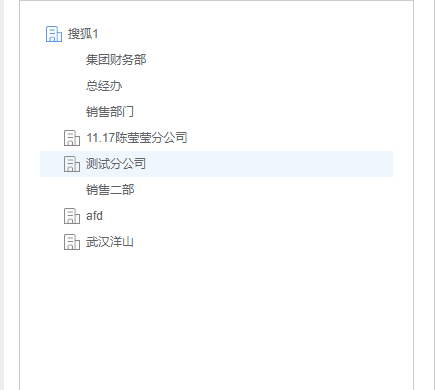 搜狐1
集团财务部
总经办
销售部门
11.17陈莹莹分公司
测试分公司
销售二部
afd
武汉洋山